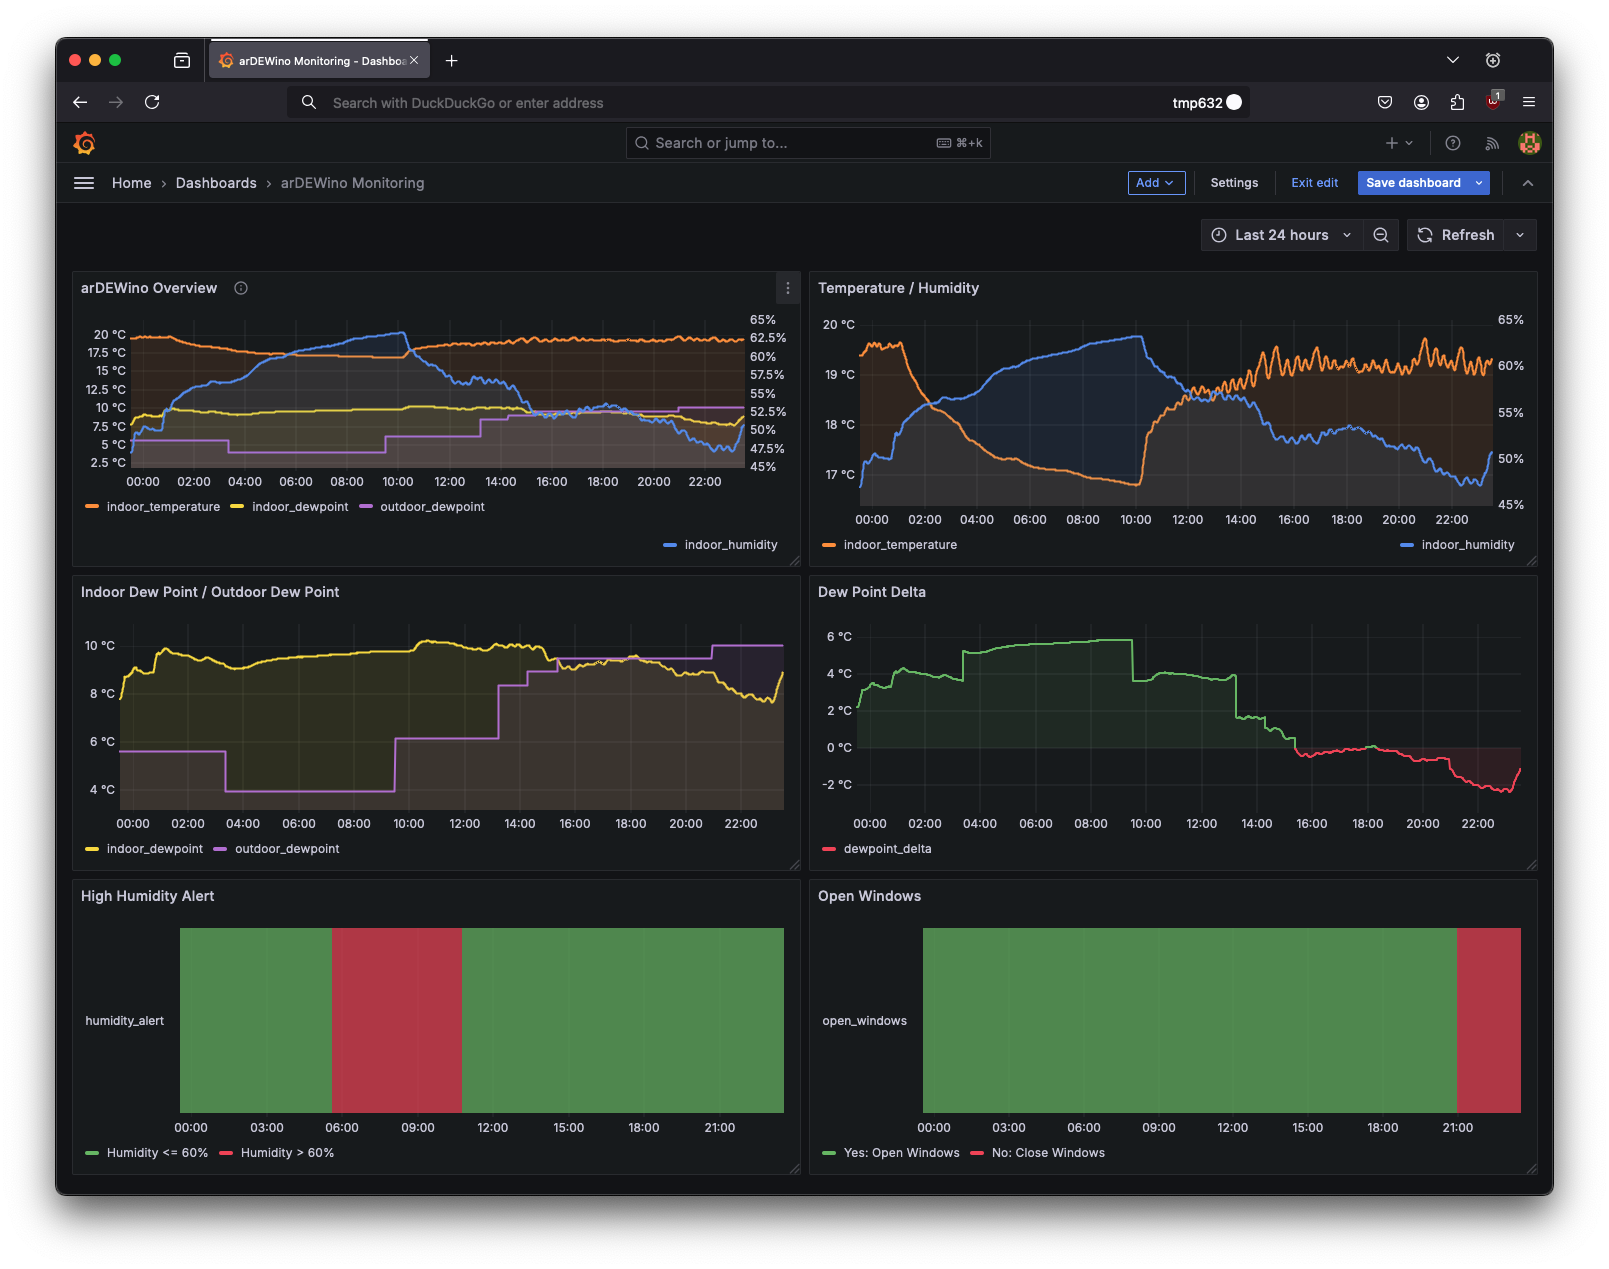 arDEWino Monitoring - Dashboa
Search with DuckDuckGo or enter address
tmp632
1
Search or jump to...
⌘+k
Home › Dashboards › arDEWino Monitoring
Add
Settings
Exit edit
Save dashboard
Last 24 hours
Refresh
arDEWino Overview
20 °C
17.5 °C
15 °C
12.5 °C
10 °C
7.5 °C
5 °C
2.5 °C
65%
62.5%
60%
57.5%
55%
52.5%
50%
47.5%
45%
00:00 02:00 04:00 06:00 08:00 10:00 12:00 14:00 16:00 18:00 20:00 22:00
indoor_temperature indoor_dewpoint outdoor_dewpoint
indoor_humidity
Temperature / Humidity
20 °C
19 °C
18 °C
17 °C
65%
60%
55%
50%
45%
00:00 02:00 04:00 06:00 08:00 10:00 12:00 14:00 16:00 18:00 20:00 22:00
indoor_temperature indoor_humidity
Indoor Dew Point / Outdoor Dew Point
10 °C
8 °C
6 °C
4 °C
00:00 02:00 04:00 06:00 08:00 10:00 12:00 14:00 16:00 18:00 20:00 22:00
indoor_dewpoint outdoor_dewpoint
Dew Point Delta
6 °C
4 °C
2 °C
0 °C
-2 °C
00:00 02:00 04:00 06:00 08:00 10:00 12:00 14:00 16:00 18:00 20:00 22:00
dewpoint_delta
High Humidity Alert
humidity_alert
00:00 03:00 06:00 09:00 12:00 15:00 18:00 21:00
Humidity <= 60% Humidity > 60%
Open Windows
open_windows
00:00 03:00 06:00 09:00 12:00 15:00 18:00 21:00
Yes: Open Windows No: Close Windows